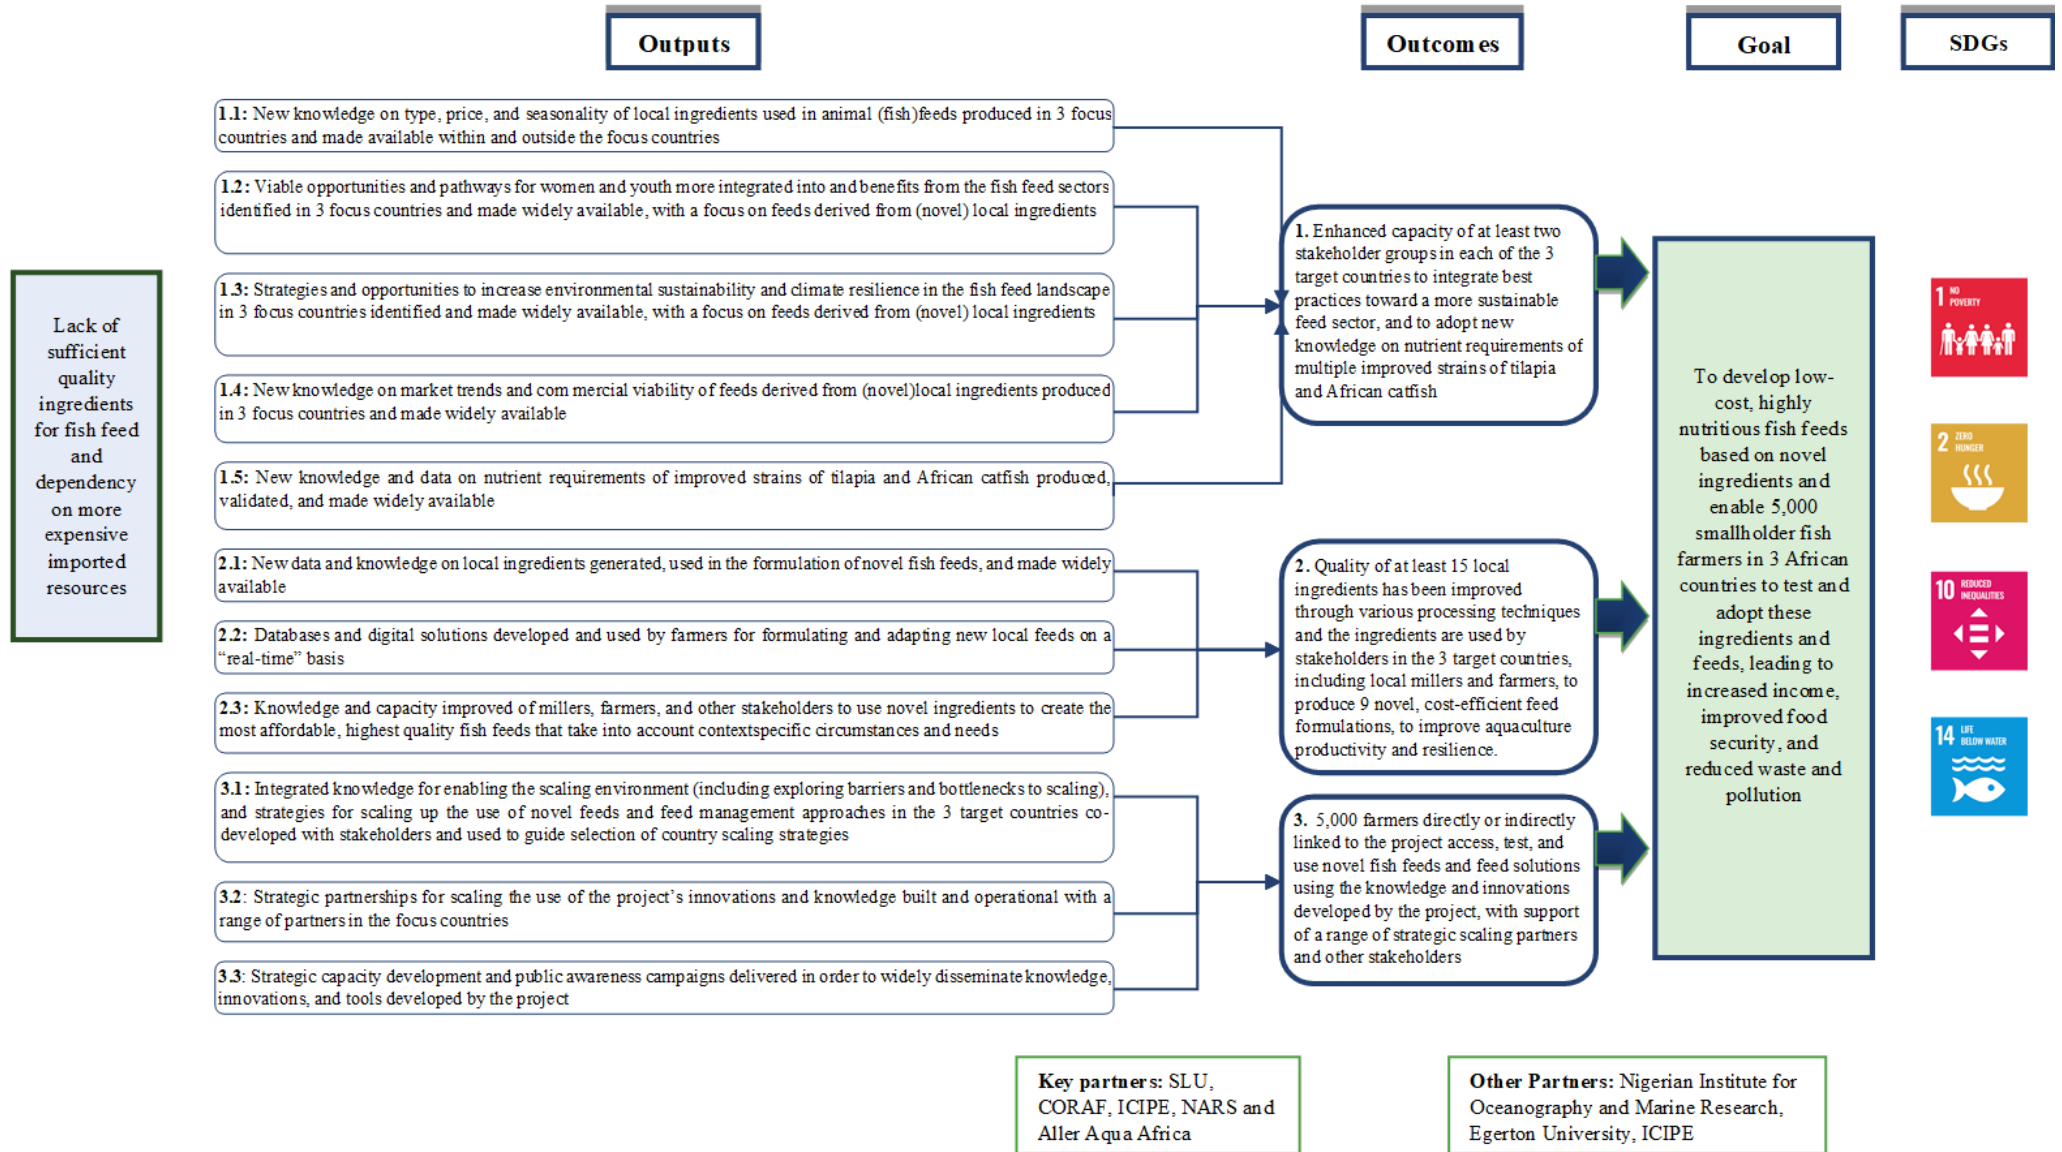 Outputs
Outcomes
Goal
SDGs
Lack of
sufficient
quality
ingredients
for fish feed
and
dependency
on more
expensive
imported
resources
1.1: New knowledge on type, price, and seasonality of local ingredients used in animal (fish)feeds produced in 3 focus
countries and made available within and outside the focus countries
1.2: Viable opportunities and pathways for women and youth more integrated into and benefits from the fish feed sectors
identified in 3 focus countries and made widely available, with a focus on feeds derived from (novel) local ingredients
1.3: Strategies and opportunities to increase environmental sustainability and climate resilience in the fish feed landscape
in 3 focus countries identified and made widely available, with a focus on feeds derived from (novel) local ingredients
1.4: New knowledge on market trends and commercial viability of feeds derived from (novel)local ingredients produced
in 3 focus countries and made widely available
1.5: New knowledge and data on nutrient requirements of improved strains of tilapia and African catfish produced,
validated, and made widely available
2.1: New data and knowledge on local ingredients generated, used in the formulation of novel fish feeds, and made widely
available
2.2: Databases and digital solutions developed and used by farmers for formulating and adapting new local feeds on a
“real-time” basis
2.3: Knowledge and capacity improved of millers, farmers, and other stakeholders to use novel ingredients to create the
most affordable, highest quality fish feeds that take into account contextspecific circumstances and needs
3.1: Integrated knowledge for enabling the scaling environment (including exploring barriers and bottlenecks to scaling),
and strategies for scaling up the use of novel feeds and feed management approaches in the 3 target countries co-
developed with stakeholders and used to guide selection of country scaling strategies
3.2: Strategic partnerships for scaling the use of the project’s innovations and knowledge built and operational with a
range of partners in the focus countries
3.3: Strategic capacity development and public awareness campaigns delivered in order to widely disseminate knowledge,
innovations, and tools developed by the project
1. Enhanced capacity of at least two
stakeholder groups in each of the 3
target countries to integrate best
practices toward a more sustainable
feed sector, and to adopt new
knowledge on nutrient requirements of
multiple improved strains of tilapia
and African catfish
2. Quality of at least 15 local
ingredients has been improved
through various processing techniques
and the ingredients are used by
stakeholders in the 3 target countries,
including local millers and farmers, to
produce 9 novel, cost-efficient feed
formulations, to improve aquaculture
productivity and resilience.
3. 5,000 farmers directly or indirectly
linked to the project access, test, and
use novel fish feeds and feed solutions
using the knowledge and innovations
developed by the project, with support
of a range of strategic scaling partners
and other stakeholders
To develop low-
cost, highly
nutritious fish feeds
based on novel
ingredients and
enable 5,000
smallholder fish
farmers in 3 African
countries to test and
adopt these
ingredients and
feeds, leading to
increased income,
improved food
security, and
reduced waste and
pollution
1 NO
POVERTY
2 ZERO
HUNGER
10 REDUCED
INEQUALITIES
14 LIFE
BELOW WATER
Key partners: SLU,
CORAF, ICIPE, NARS and
Aller Aqua Africa
Other Partners: Nigerian Institute for
Oceanography and Marine Research,
Egerton University, ICIPE